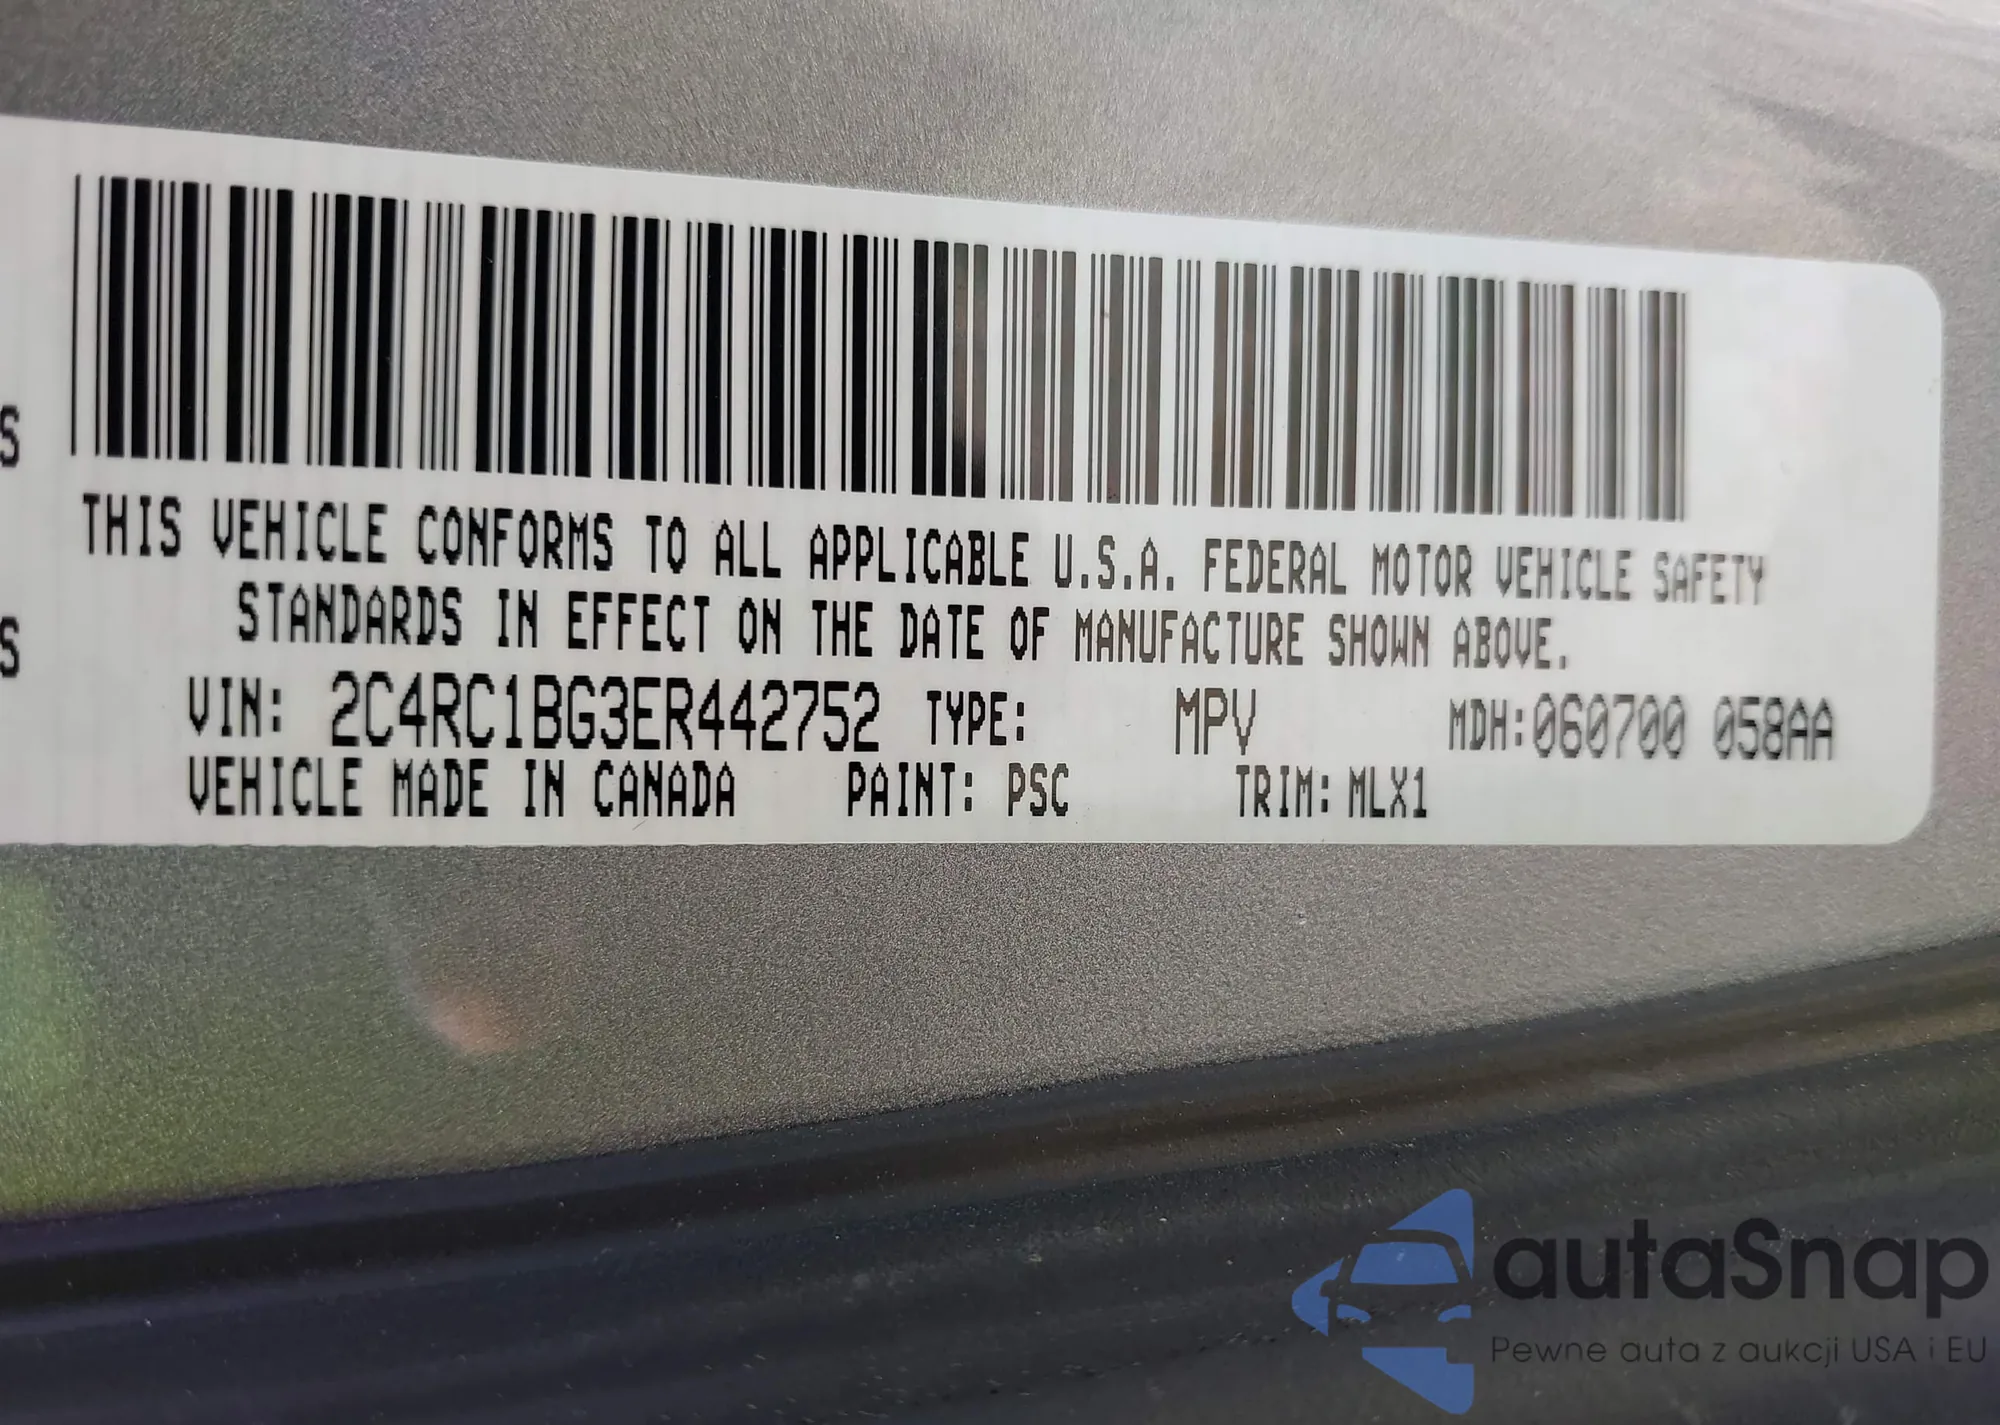 S
S
THIS VEHICLE CONFORMS TO ALL APPLICABLE U.S.A. FEDERAL MOTOR VEHICLE SAFETY
STANDARDS IN EFFECT ON THE DATE OF MANUFACTURE SHOWN ABOVE.
VIN: 2C4RC1BG3ER442752 TYPE: MPV MDH:060700 058AA
VEHICLE MADE IN CANADA PAINT: PSC TRIM: MLX1
autaSnap
Pewne auta z aukcji USA i EU